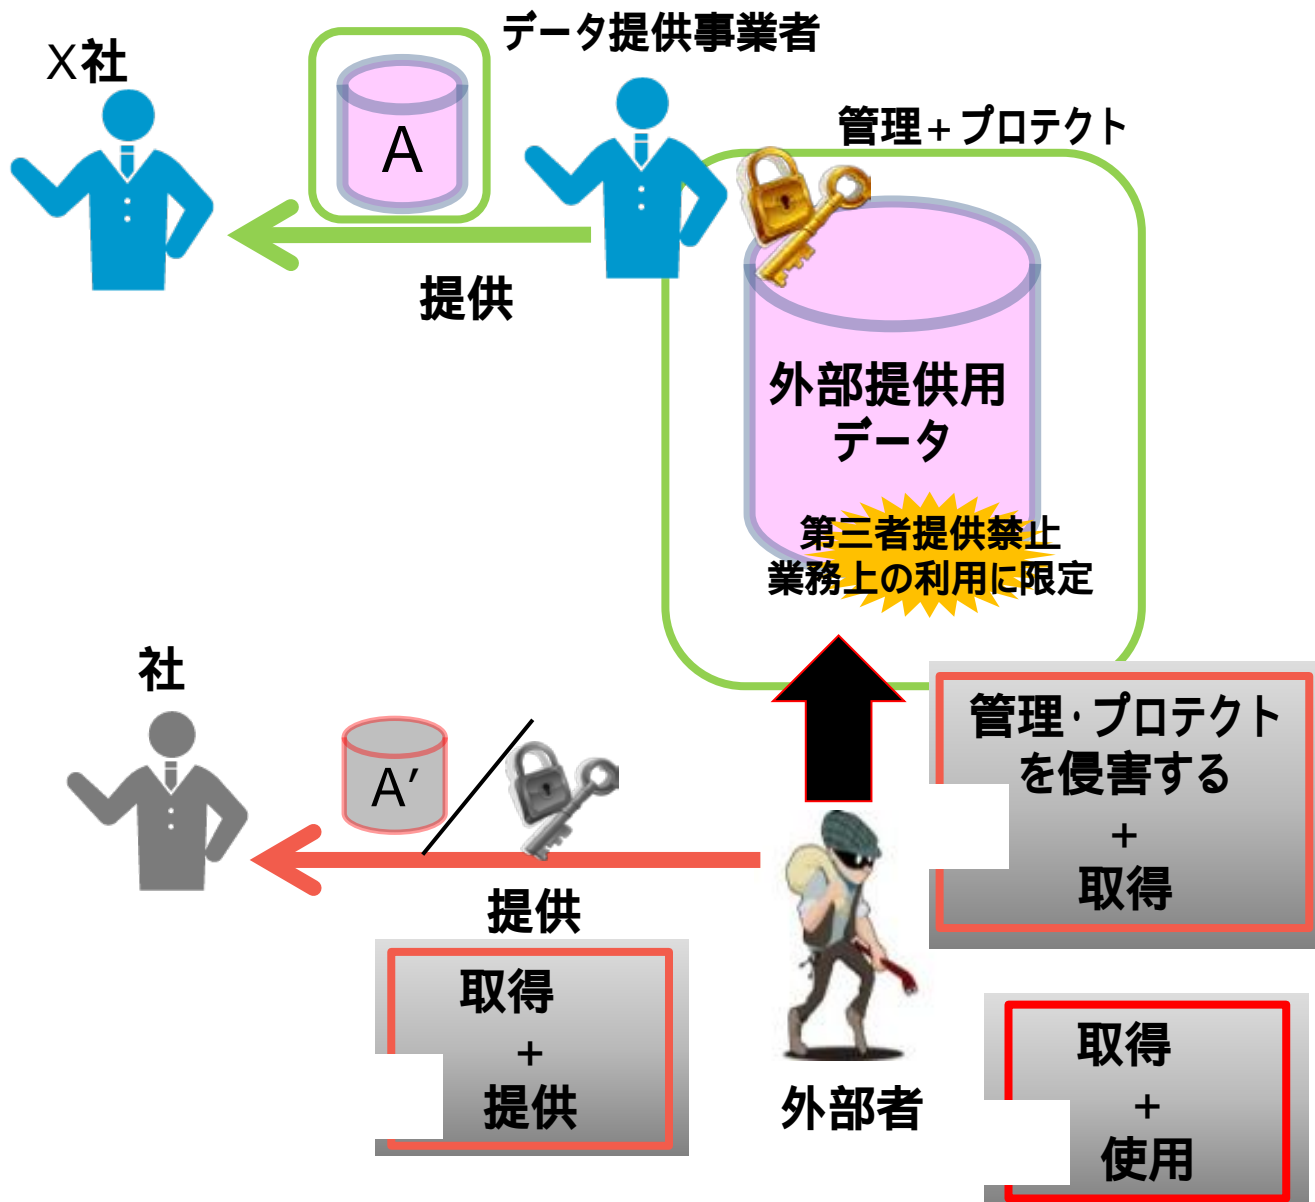 データ提供事業者
X社
A
管理+プロテクト
提供
外部提供用
データ
第三者提供禁止
業務上の利用に限定
社
A′
提供
管理・プロテクト
を侵害する
+
取得
取得
+
提供
外部者
取得
+
使用